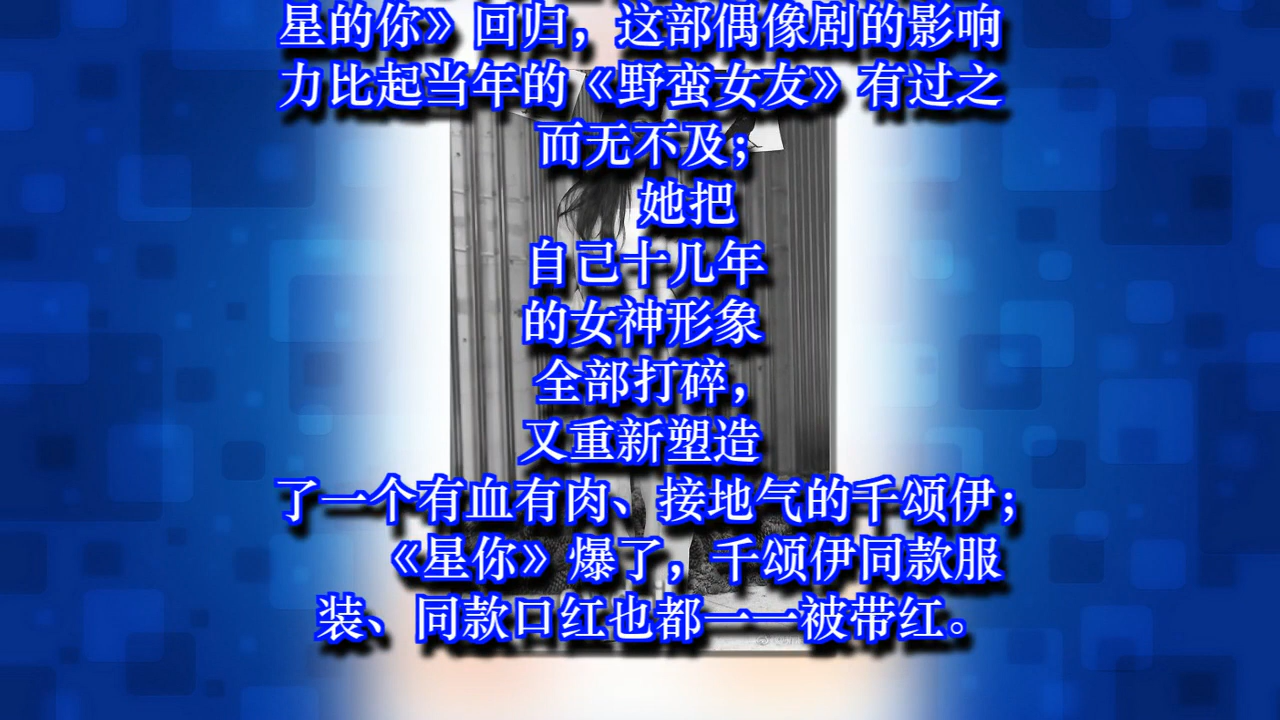 星的你》回归，这部偶像剧的影响
力比起当年的《野蛮女友》有过之
而无不及；
她把
自己十几年
的女神形象
全部打碎，
又重新塑造
了一个有血有肉、接地气的千颂伊；
《星你》爆了，千颂伊同款服
装、同款口红也都一一被带红。